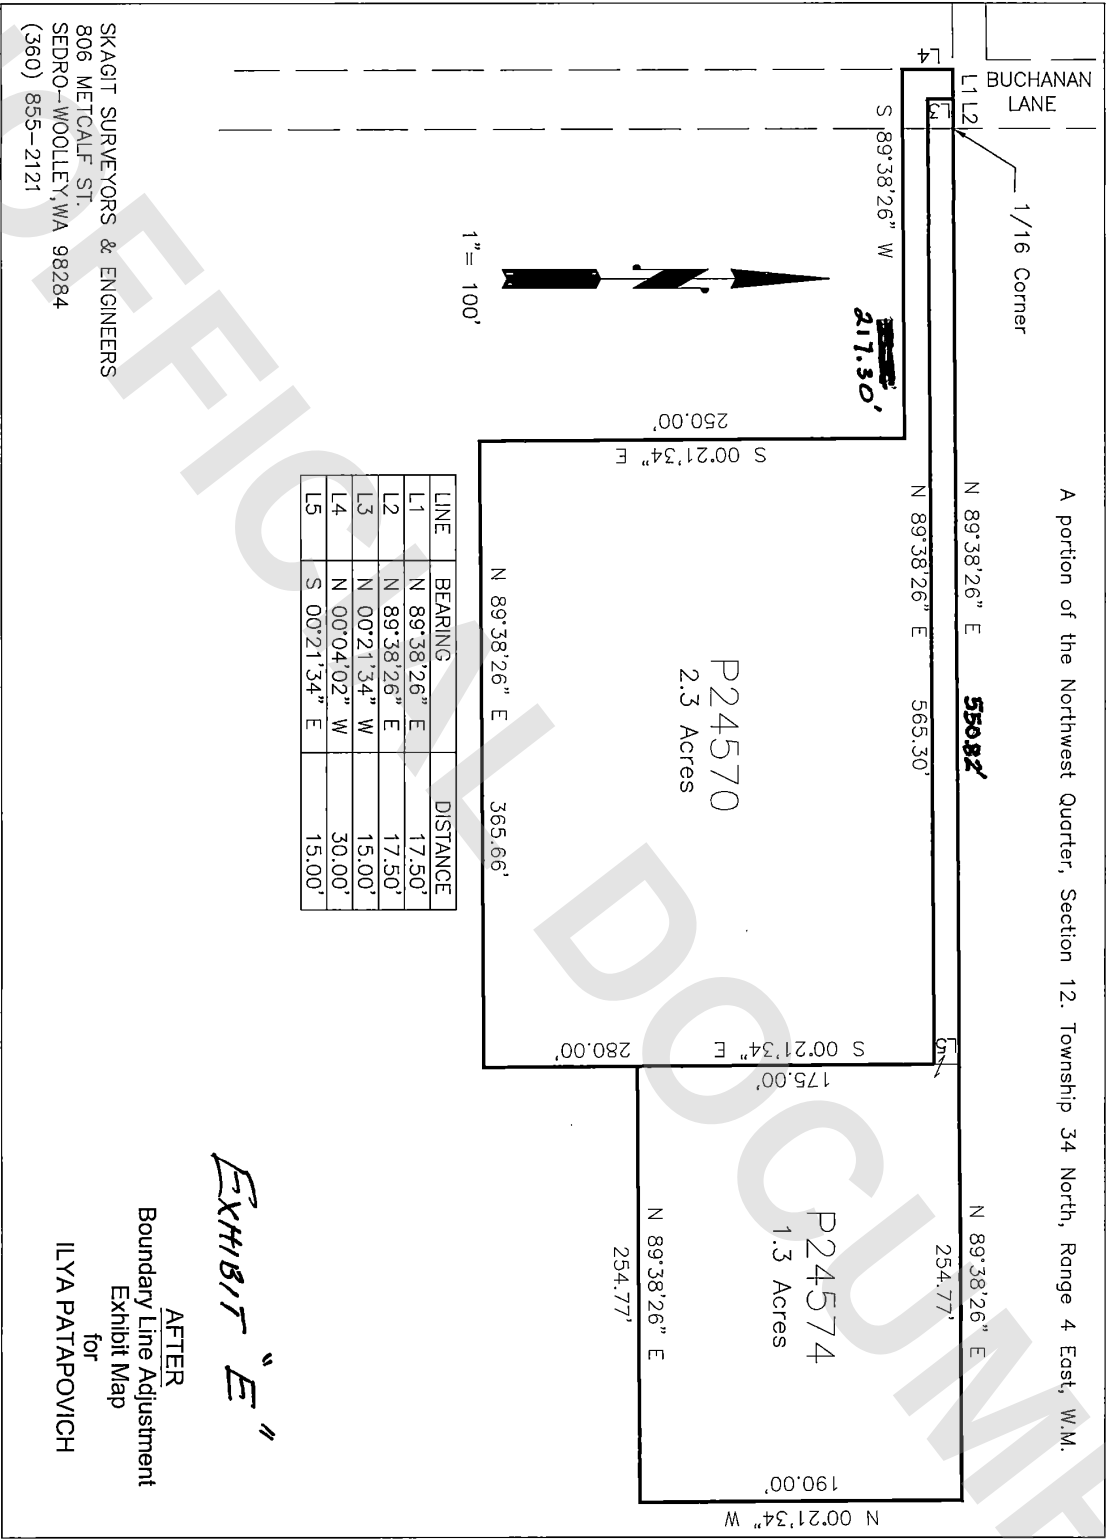 A portion of the Northwest Quarter, Section 12. Township 34 North, Range 4 East, W.M.
BUCHANAN
LANE
1/16 Corner
L1 L2
L3
L4
N 89°38'26" E 550.82'
N 89°38'26" E 565.30'
L5
N 89°38'26" E
254.77'
S 89°38'26" W
217.30'
1"= 100'
250.00'
S 00°21'34" E
P24570
2.3 Acres
S 00°21'34" E
280.00'
175.00'
P24574
1.3 Acres
N 89°38'26" E
254.77'
190.00'
N 00°21'34" W
N 89°38'26" E 365.66'
LINE BEARING DISTANCE
L1 N 89°38'26" E 17.50'
L2 N 89°38'26" E 17.50'
L3 N 00°21'34" W 15.00'
L4 N 00°04'02" W 30.00'
L5 S 00°21'34" E 15.00'
SKAGIT SURVEYORS & ENGINEERS
806 METCALF ST.
SEDRO-WOOLLEY, WA 98284
(360) 855-2121
EXHIBIT "E"
AFTER
Boundary Line Adjustment
Exhibit Map
for
ILYA PATAPOVICH
OFFICIAL DOCUME